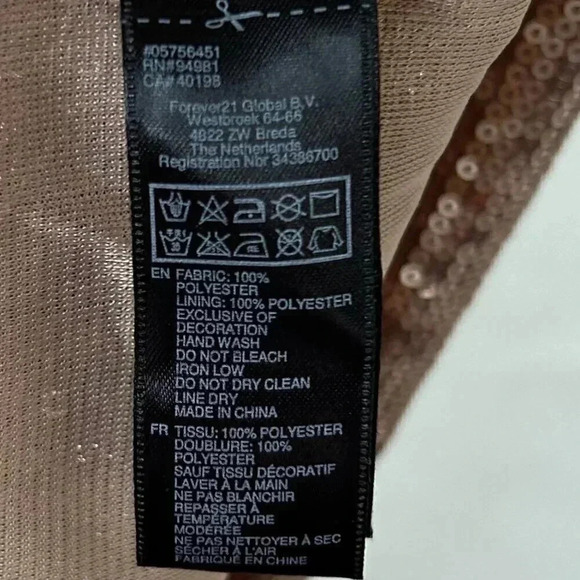 #05756451
RN#94981
CA#40198
Forever21 Global B.V.
Westbroek 64-66
4822 ZW Breda
The Netherlands
Registration Nbr 34386700
EN FABRIC: 100%
POLYESTER
LINING: 100% POLYESTER
EXCLUSIVE OF
DECORATION
HAND WASH
DO NOT BLEACH
IRON LOW
DO NOT DRY CLEAN
LINE DRY
MADE IN CHINA
FR TISSU: 100% POLYESTER
DOUBLURE: 100%
POLYESTER
SAUF TISSU DÉCORATIF
LAVER À LA MAIN
NE PAS BLANCHIR
REPASSER À
TEMPÉRATURE
MODÉRÉE
NE PAS NETTOYER À SEC
SÉCHER À L'AIR
FABRIQUÉ EN CHINE